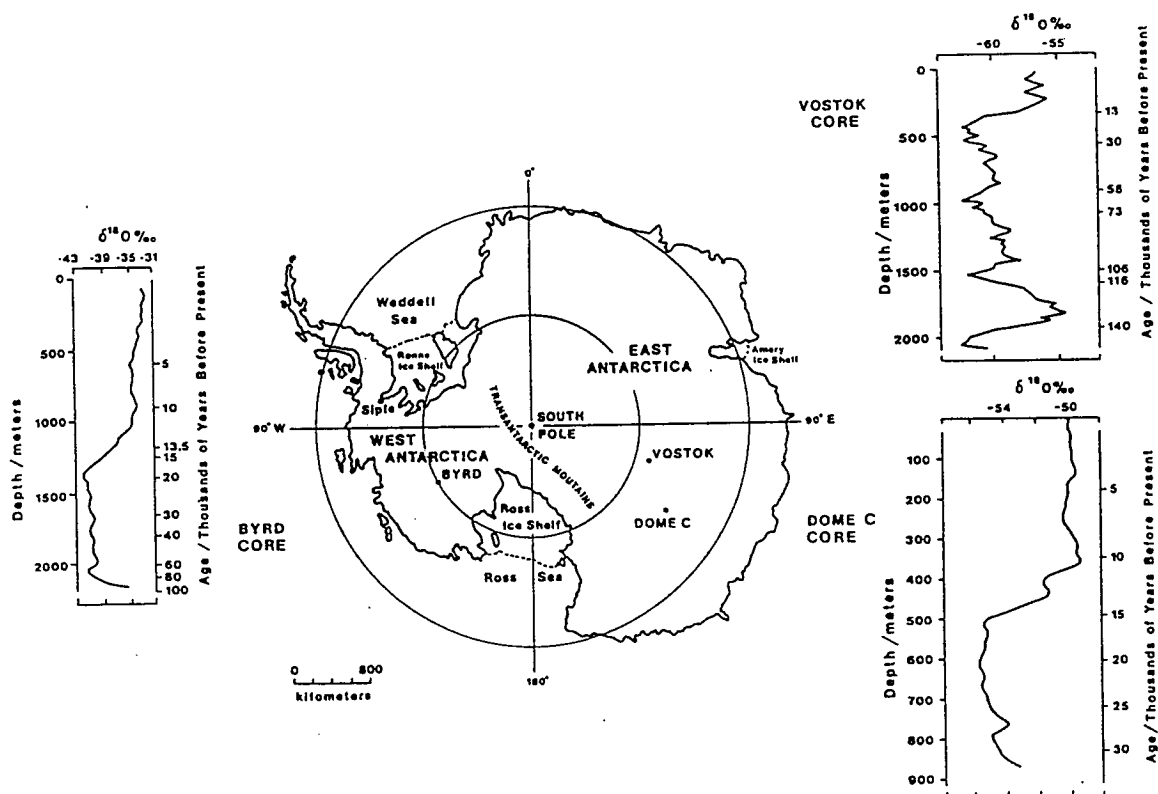 δ¹⁸O‰
-60 -55
0
500
1000
1500
2000
Depth/meters
13
30
58
73
106
116
140
Age/Thousands of Years Before Present
VOSTOK
CORE
δ¹⁸O‰
-43 -39 -35 -31
0
500
1000
1500
2000
Depth/meters
5
10
13.5
15
20
30
40
60
80
100
Age/Thousands of Years Before Present
BYRD
CORE
0°
Weddell
Sea
Ronne
Ice Shelf
Siple
90°W
WEST
ANTARCTICA
BYRD
EAST
ANTARCTICA
Amery
Ice Shelf
SOUTH
POLE
90°E
TRANSANTARCTIC MOUTAINS
VOSTOK
DOME C
Ross
Ice Shelf
Ross Sea
180°
0 800
kilometers
DOME C
CORE
δ¹⁸O‰
-54 -50
100
200
300
400
500
600
700
800
900
Depth/meters
5
10
15
20
25
30
Age/Thousands of Years Before Present